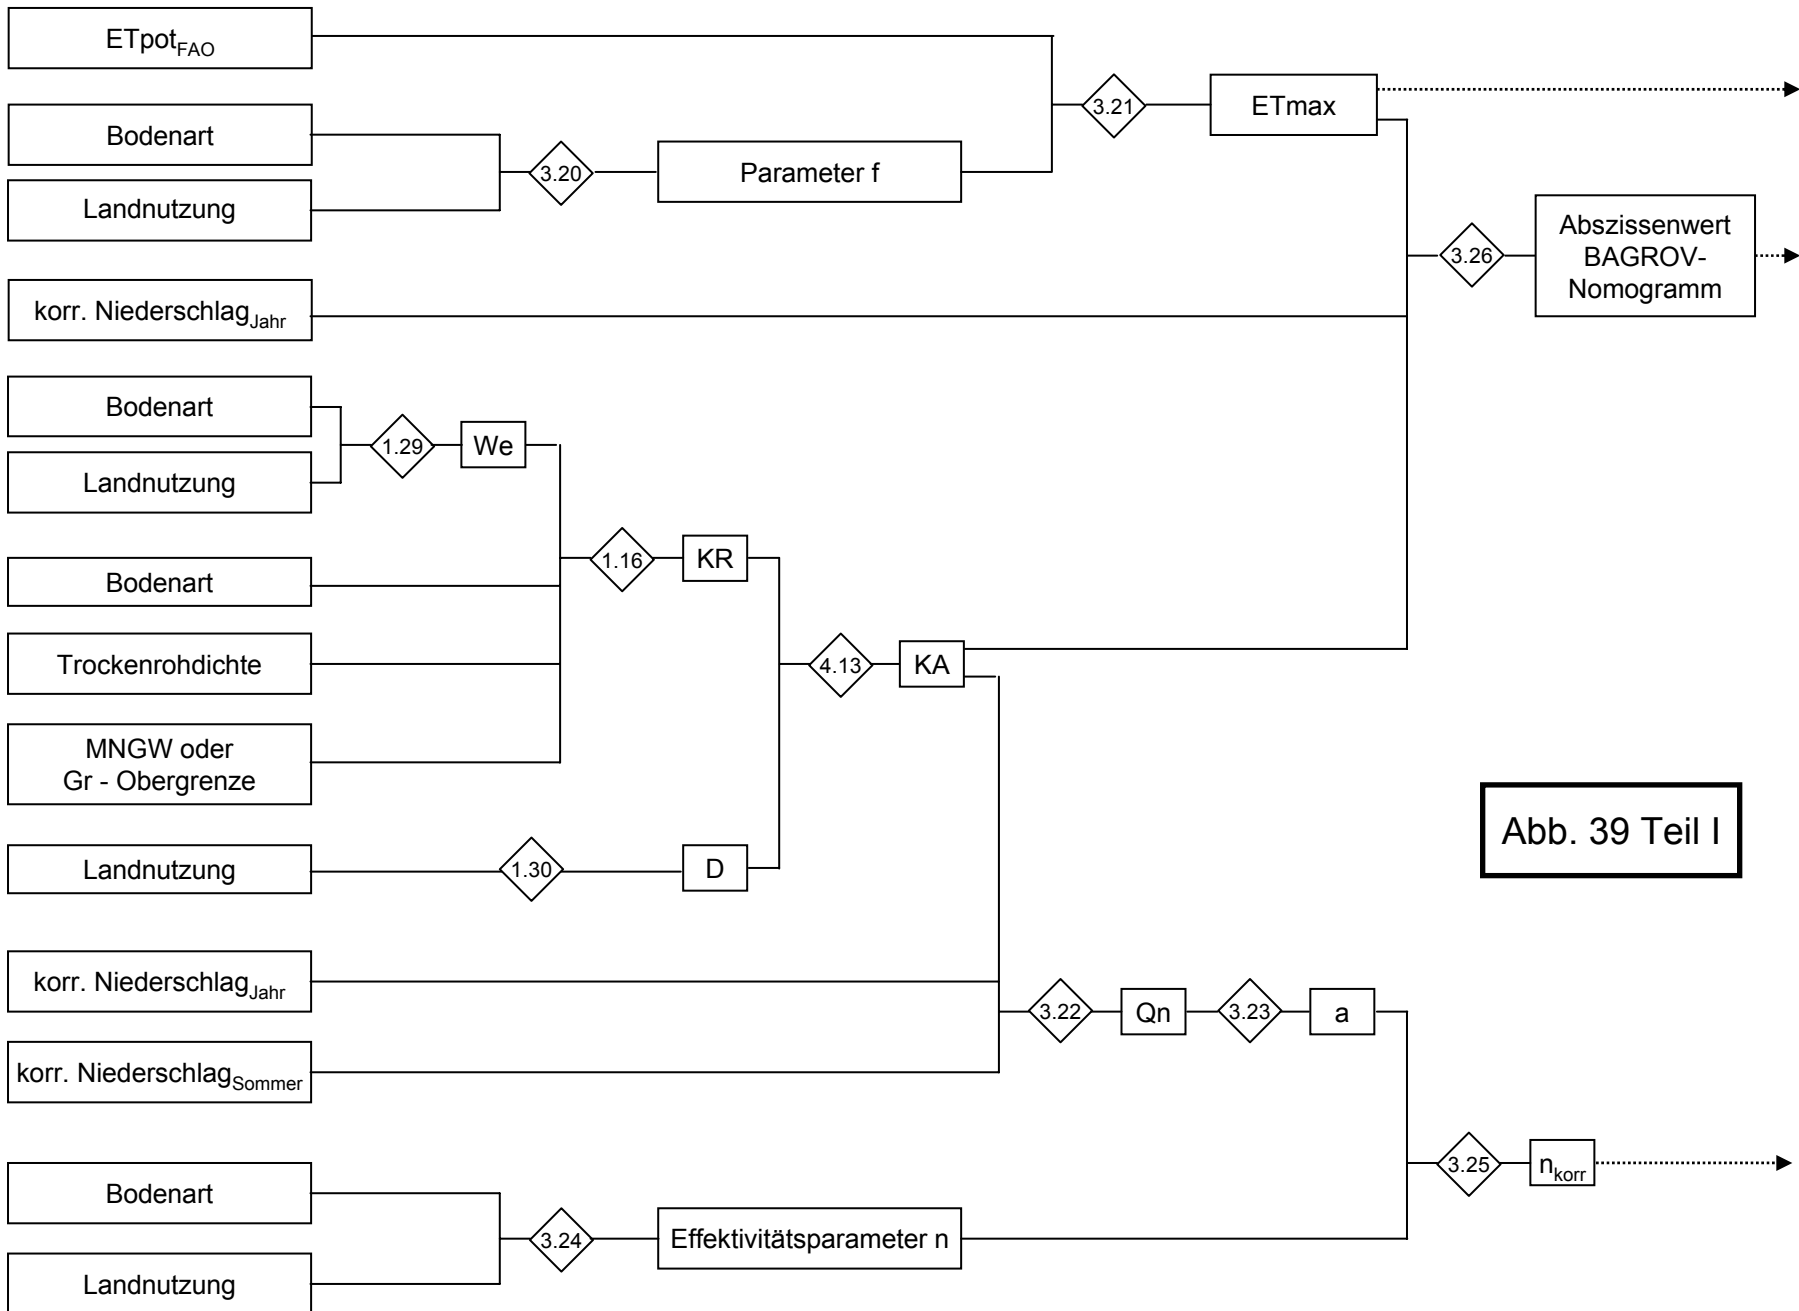 ETpot_FAO
3.21
ETmax
Bodenart
3.20
Parameter f
Landnutzung
3.26
Abszissenwert
BAGROV-
Nomogramm
korr. Niederschlag_Jahr
Bodenart
1.29
We
Landnutzung
1.16
KR
Bodenart
Trockenrohdichte
4.13
KA
MNGW oder
Gr - Obergrenze
Abb. 39 Teil I
Landnutzung
1.30
D
korr. Niederschlag_Jahr
3.22
Qn
3.23
a
korr. Niederschlag_Sommer
3.25
n_korr
Bodenart
3.24
Effektivitätsparameter n
Landnutzung